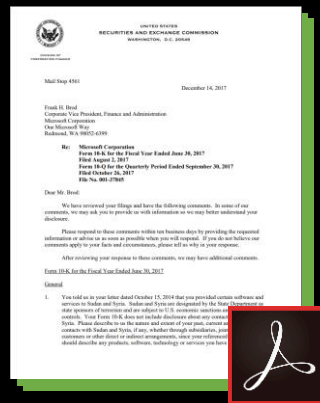 UNITED STATES
SECURITIES AND EXCHANGE COMMISSION
WASHINGTON, D.C. 20549
DIVISION OF
CORPORATION FINANCE
Mail Stop 4561
December 14, 2017
Frank H. Brod
Corporate Vice President, Finance and Administration
Microsoft Corporation
One Microsoft Way
Redmond, WA 98052-6399
Re: Microsoft Corporation
Form 10-K for the Fiscal Year Ended June 30, 2017
Filed August 2, 2017
Form 10-Q for the Quarterly Period Ended September 30, 2017
Filed October 26, 2017
File No. 001-37845
Dear Mr. Brod:
We have reviewed your filings and have the following comments. In some of our
comments, we may ask you to provide us with information so we may better understand your
disclosure.
Please respond to these comments within ten business days by providing the requested
information or advise us as soon as possible when you will respond. If you do not believe our
comments apply to your facts and circumstances, please tell us why in your response.
After reviewing your response to these comments, we may have additional comments.
Form 10-K for the Fiscal Year Ended June 30, 2017
General
1. You told us in your letter dated October 15, 2014 that you provided certain software and
services to Sudan and Syria. Sudan and Syria are designated by the State Department as
state sponsors of terrorism and are subject to U.S. economic sanctions
controls. Your Form 10-K does not include disclosure about any contact
Syria. Please describe to us the nature and extent of your past, current
contacts with Sudan and Syria, if any, whether through subsidiaries,
customers or other direct or indirect arrangements, since your
should describe any products, software, technology or services you have